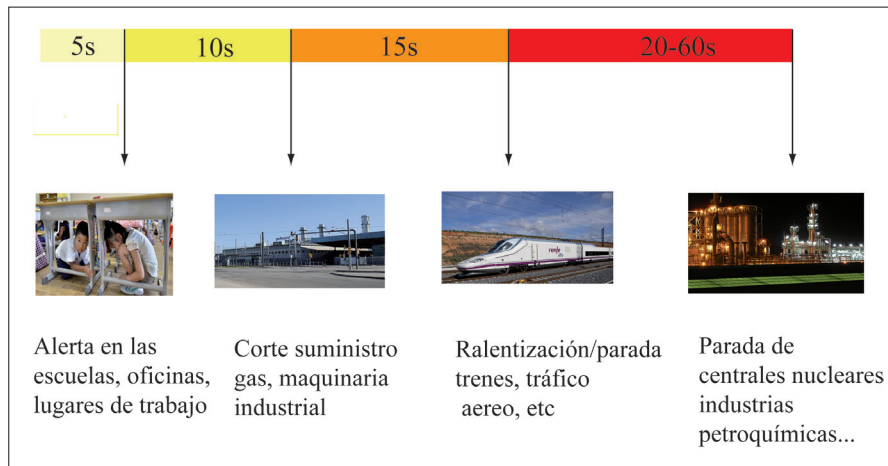 5s
10s
15s
20-60s
renfe
Alerta en las
escuelas, oficinas,
lugares de trabajo
Corte suministro
gas, maquinaria
industrial
Ralentización/parada
trenes, tráfico
aereo, etc
Parada de
centrales nucleares
industrias
petroquímicas...